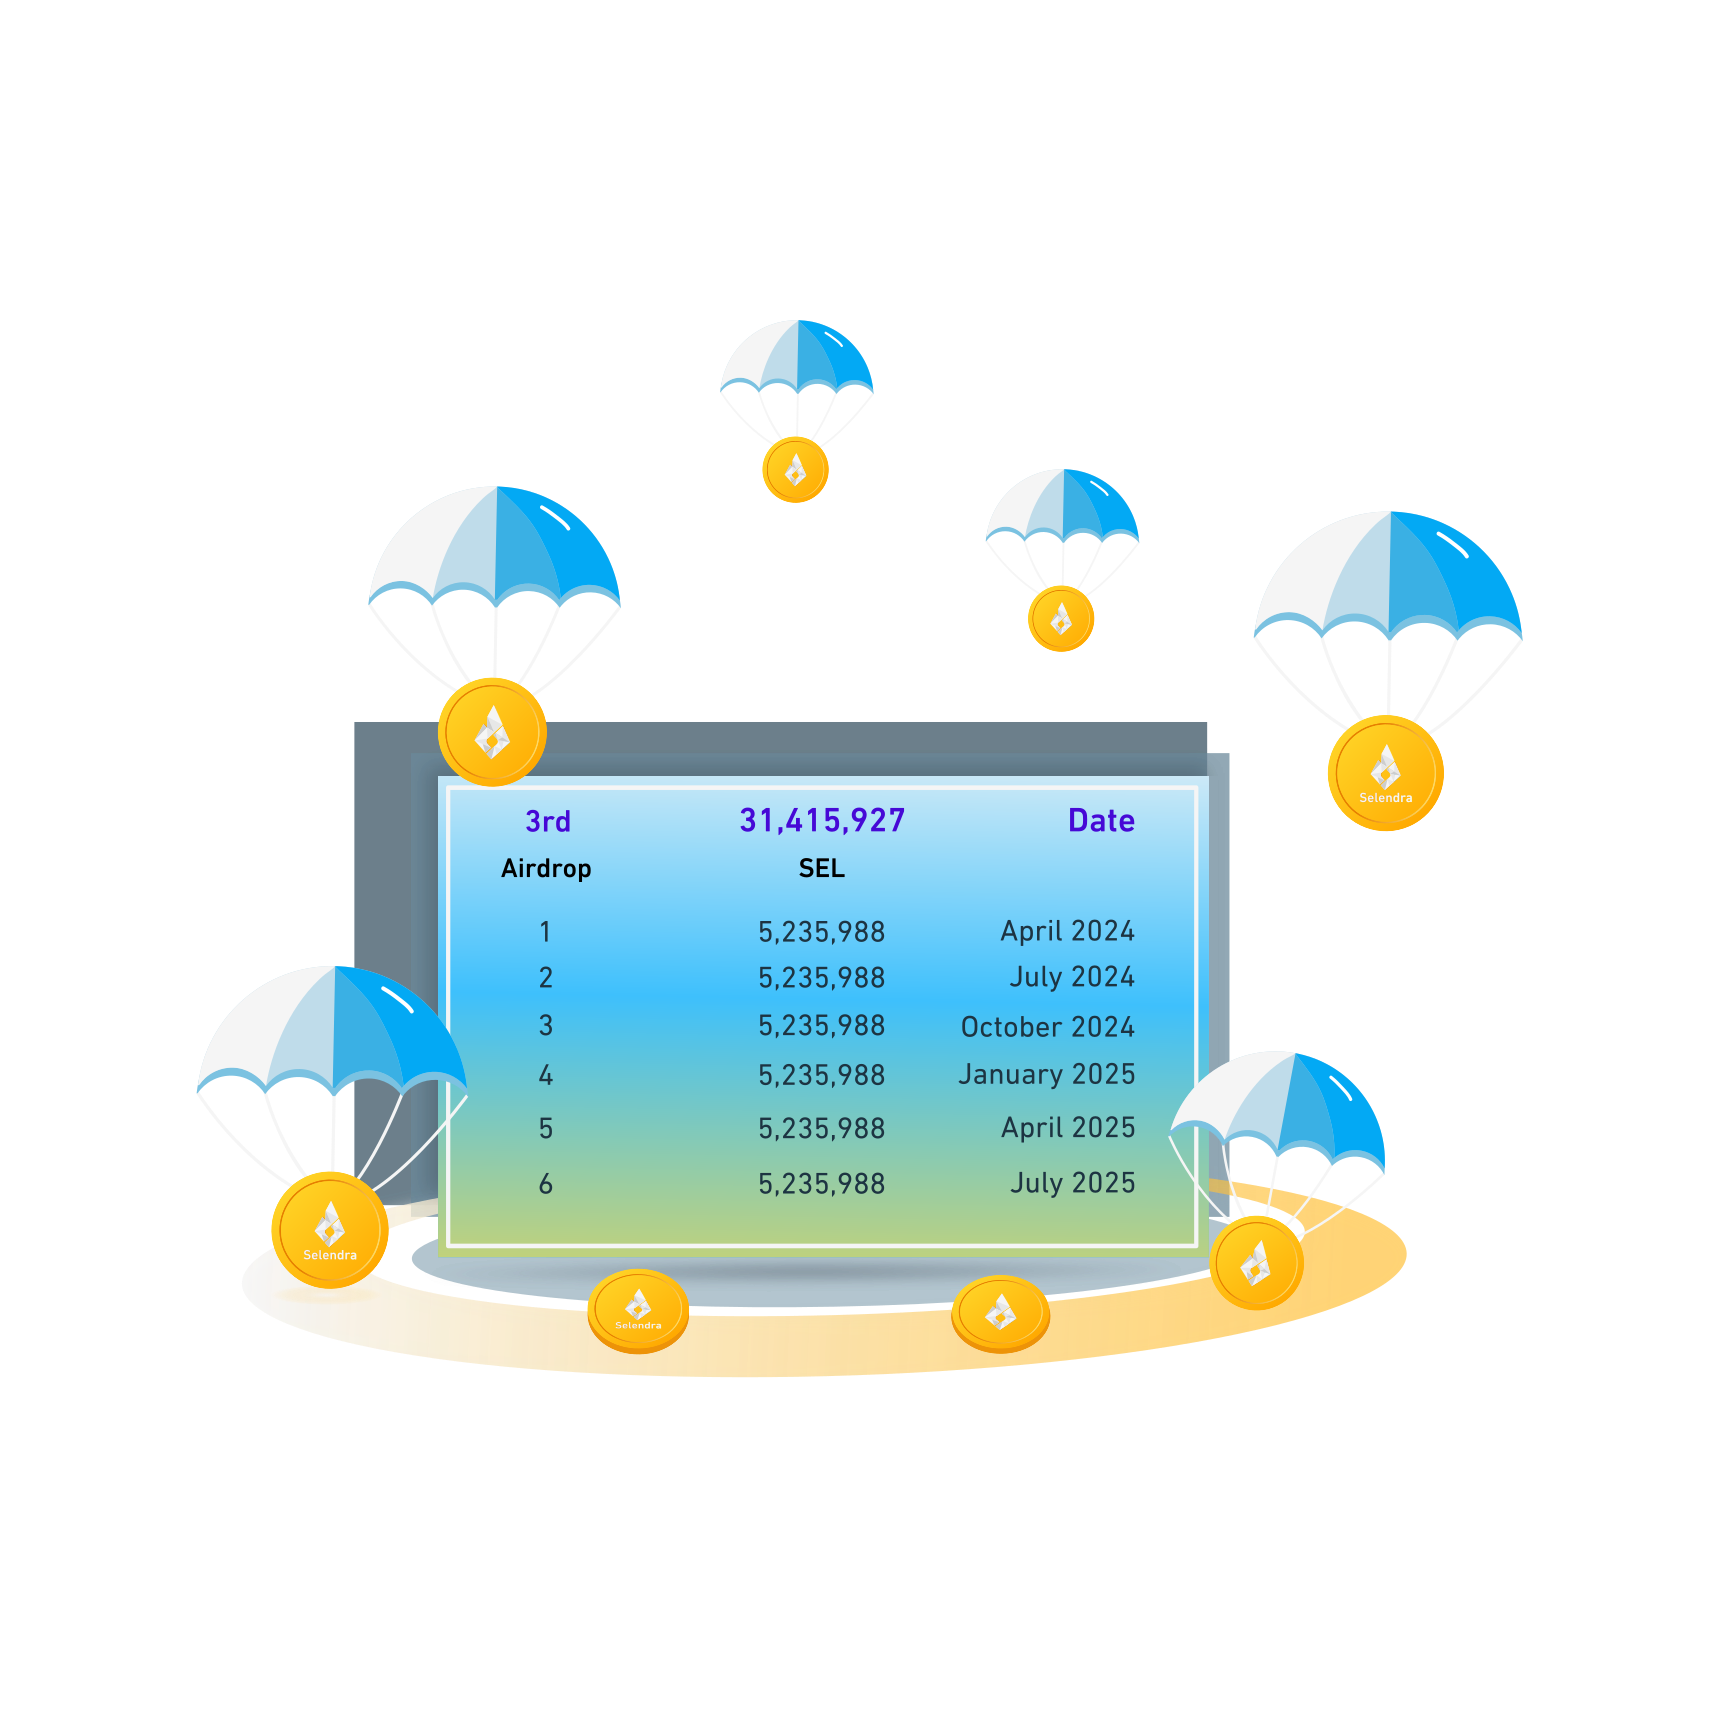 3rd 31,415,927 Date
Airdrop SEL
1 5,235,988 April 2024
2 5,235,988 July 2024
3 5,235,988 October 2024
4 5,235,988 January 2025
5 5,235,988 April 2025
6 5,235,988 July 2025
Selendra
Selendra
Selendra